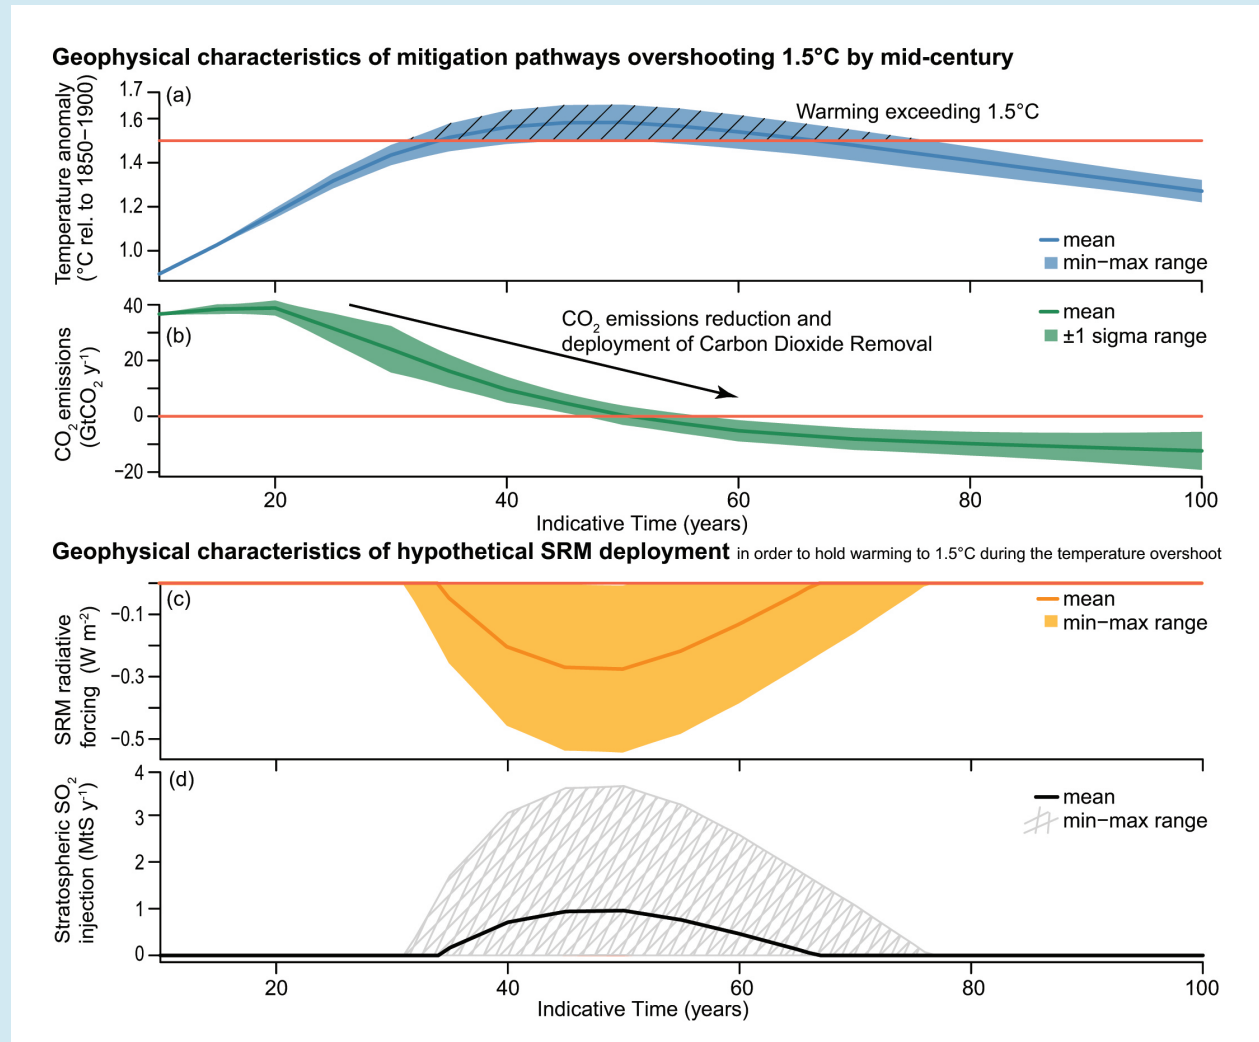 Geophysical characteristics of mitigation pathways overshooting 1.5°C by mid-century
(a)
Temperature anomaly
(°C rel. to 1850−1900)
1.7
1.6
1.4
1.2
1.0
Warming exceeding 1.5°C
mean
min−max range
(b)
CO2 emissions
(GtCO2 y-1)
40
20
0
−20
CO2 emissions reduction and
deployment of Carbon Dioxide Removal
mean
±1 sigma range
20 40 60 80 100
Indicative Time (years)
Geophysical characteristics of hypothetical SRM deployment in order to hold warming to 1.5°C during the temperature overshoot
(c)
SRM radiative
forcing (W m-2)
−0.1
−0.3
−0.5
mean
min−max range
(d)
Stratospheric SO2
injection (MtS y-1)
4
3
2
1
0
mean
min−max range
20 40 60 80 100
Indicative Time (years)